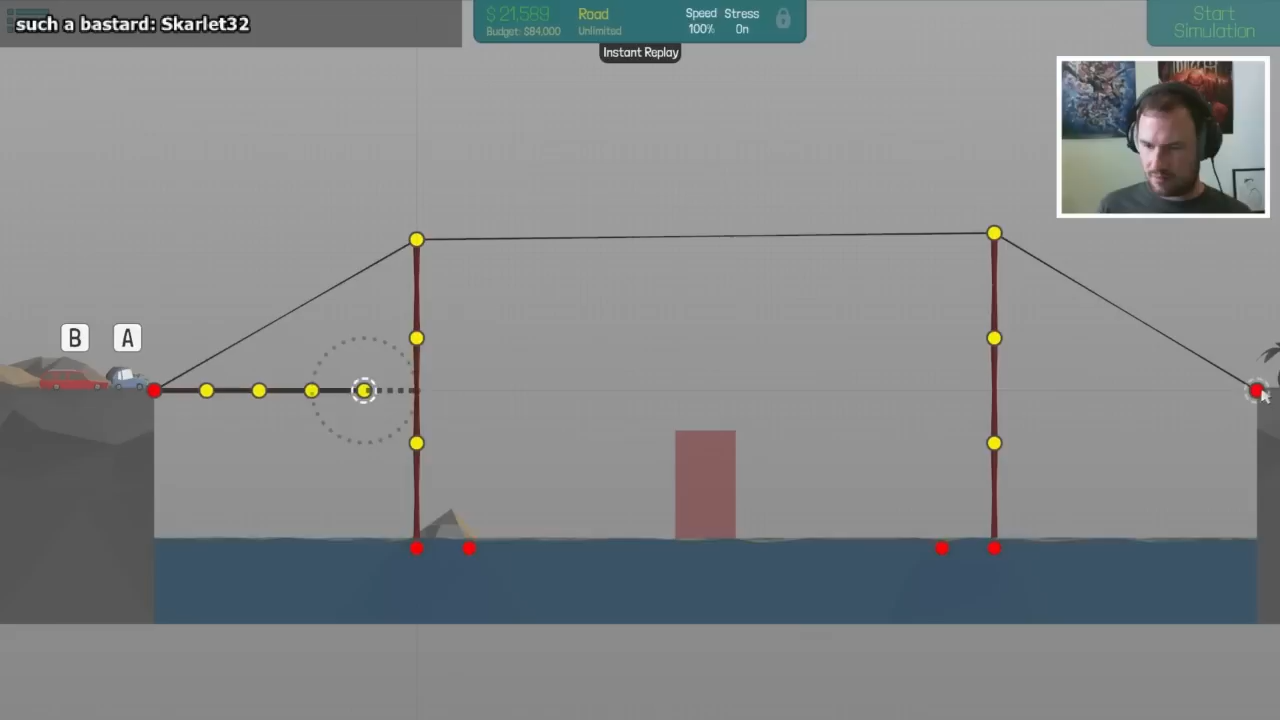 such a bastard: Skarlet32
$ 21,589
Budget: $84,000
Road
Unlimited
Speed
100%
Stress
On
Start
Simulation
Instant Replay
B
A